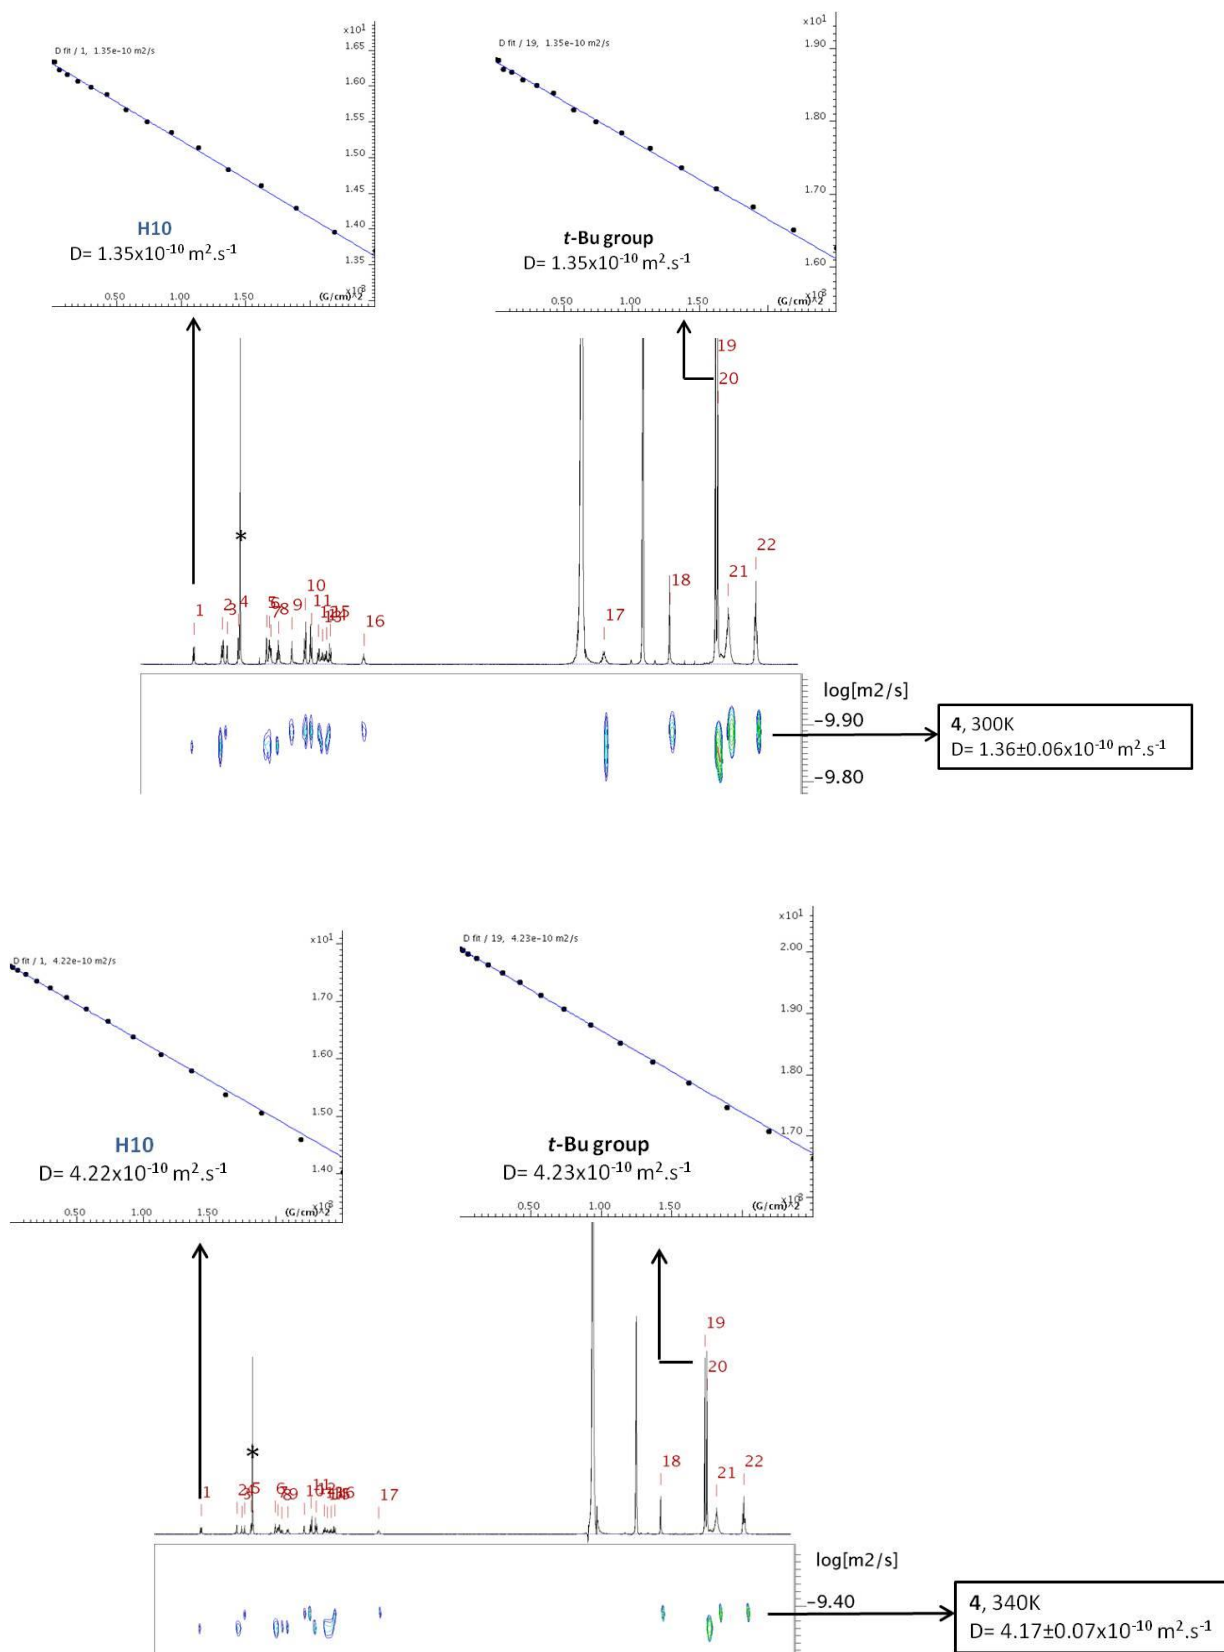 x10¹
D fit / 1, 1.35e-10 m2/s
1.65
1.60
1.55
1.50
1.45
1.40
1.35
H10
D= 1.35x10⁻¹⁰ m².s⁻¹
0.50
1.00
1.50
(G/cm)^2
x10¹
D fit / 19, 1.35e-10 m2/s
1.90
1.80
1.70
1.60
t-Bu group
D= 1.35x10⁻¹⁰ m².s⁻¹
0.50
1.00
1.50
(G/cm)^2
19
20
*
1
2
3
4
7
8
9
10
11
16
17
18
21
22
log[m2/s]
-9.90
-9.80
4, 300K
D= 1.36±0.06x10⁻¹⁰ m².s⁻¹
x10¹
D fit / 1, 4.22e-10 m2/s
1.70
1.60
1.50
1.40
H10
D= 4.22x10⁻¹⁰ m².s⁻¹
0.50
1.00
1.50
(G/cm)^2
x10¹
D fit / 19, 4.23e-10 m2/s
2.00
1.90
1.80
1.70
t-Bu group
D= 4.23x10⁻¹⁰ m².s⁻¹
0.50
1.00
1.50
(G/cm)^2
19
20
*
1
17
18
21
22
log[m2/s]
-9.40
4, 340K
D= 4.17±0.07x10⁻¹⁰ m².s⁻¹